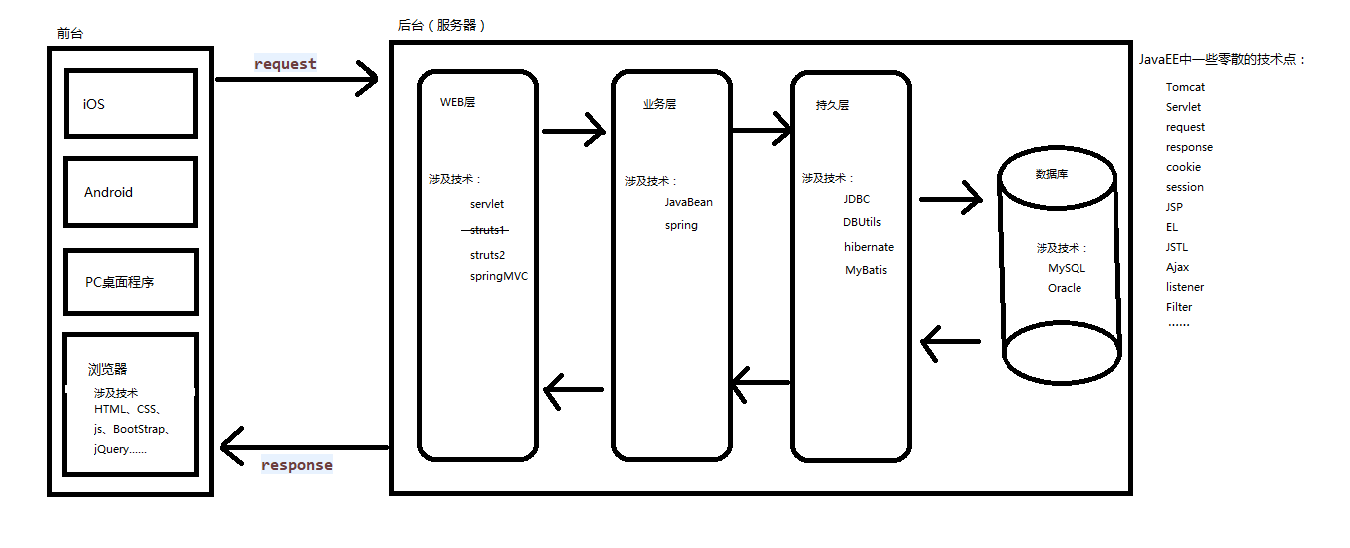 前台
iOS
Android
PC桌面程序
浏览器
涉及技术
HTML、CSS、
js、BootStrap、
jQuery……
request
response
后台（服务器）
WEB层
涉及技术：
servlet
struts1
struts2
springMVC
业务层
涉及技术：
JavaBean
spring
持久层
涉及技术：
JDBC
DBUtils
hibernate
MyBatis
数据库
涉及技术：
MySQL
Oracle
JavaEE中一些零散的技术点：
Tomcat
Servlet
request
response
cookie
session
JSP
EL
JSTL
Ajax
listener
Filter
……